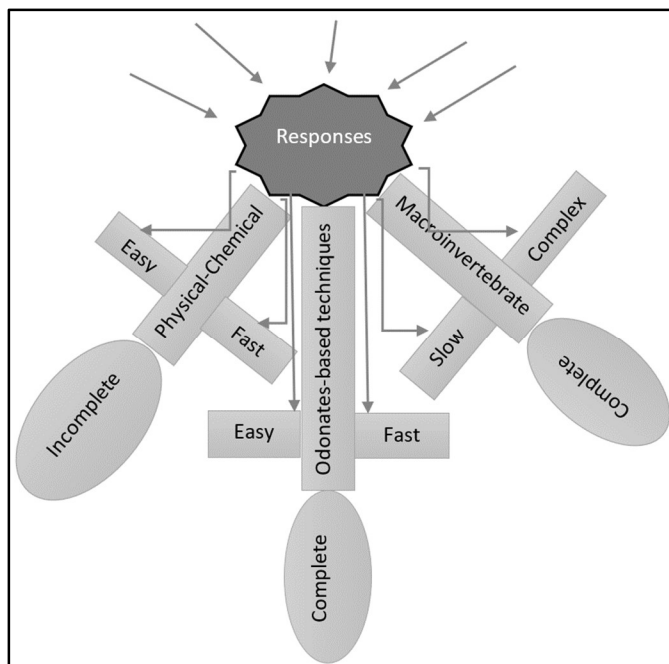 Responses
Easy
Physical-Chemical
Fast
Incomplete
Easy
Odonates-based techniques
Fast
Complete
Macroinvertebrate
Complex
Slow
Complete